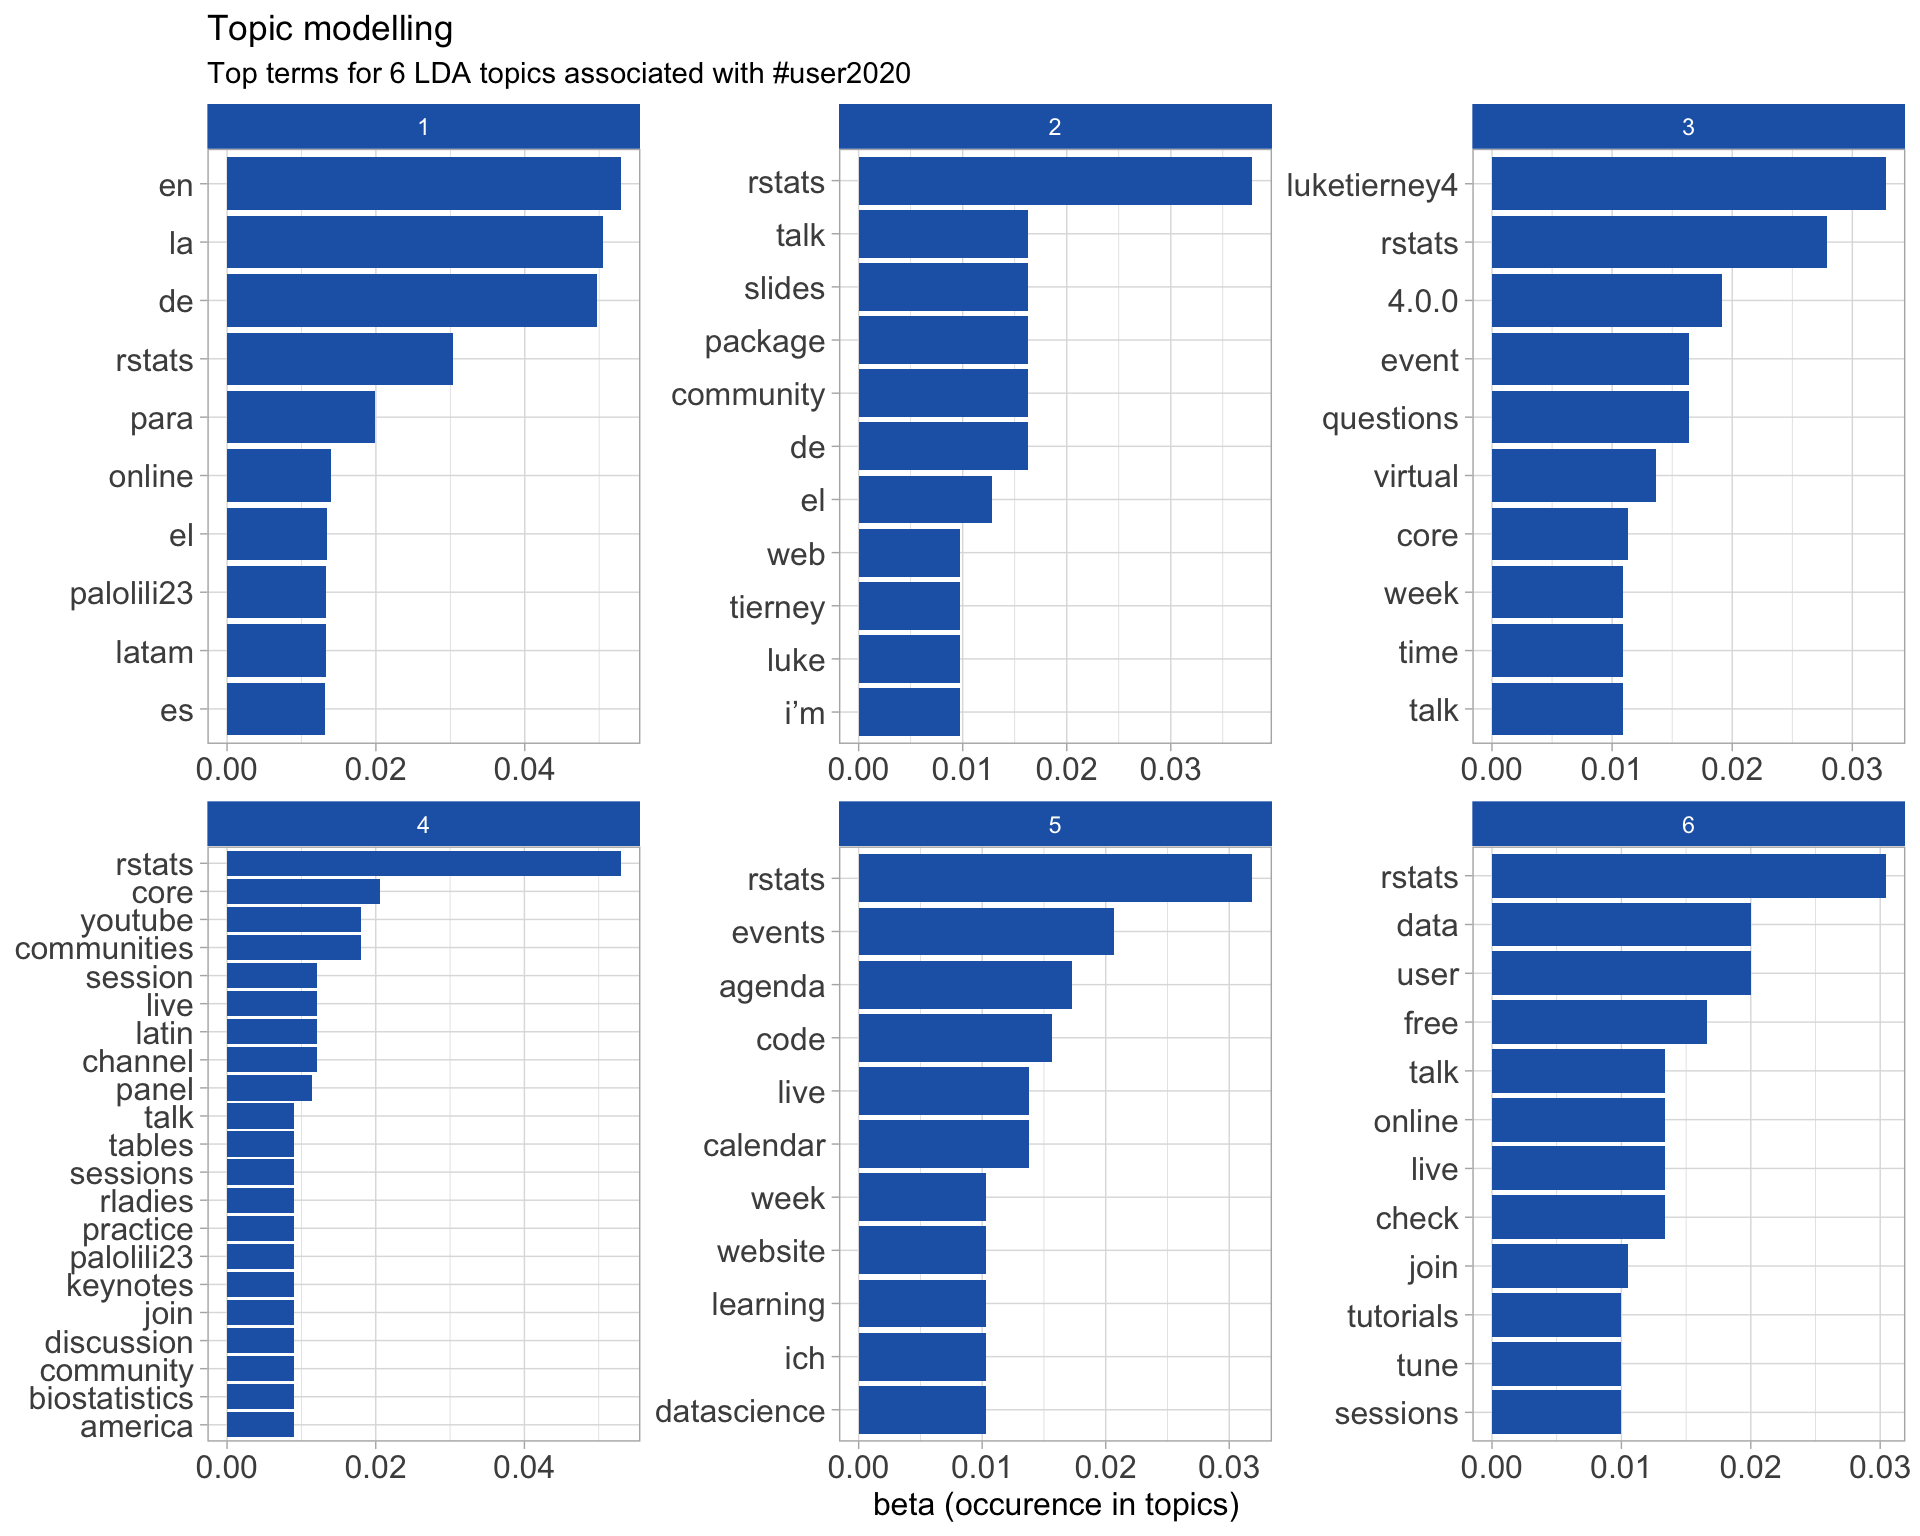 Topic modelling
Top terms for 6 LDA topics associated with #user2020
1
en
la
de
rstats
para
online
el
palolili23
latam
es
0.00 0.02 0.04
2
rstats
talk
slides
package
community
de
el
web
tierney
luke
i’m
0.00 0.01 0.02 0.03
3
luketierney4
rstats
4.0.0
event
questions
virtual
core
week
time
talk
0.00 0.01 0.02 0.03
4
rstats
core
youtube
communities
session
live
latin
channel
panel
talk
tables
sessions
rladies
practice
palolili23
keynotes
join
discussion
community
biostatistics
america
0.00 0.02 0.04
5
rstats
events
agenda
code
live
calendar
week
website
learning
ich
datascience
0.00 0.01 0.02 0.03
6
rstats
data
user
free
talk
online
live
check
join
tutorials
tune
sessions
0.00 0.01 0.02 0.03
beta (occurence in topics)